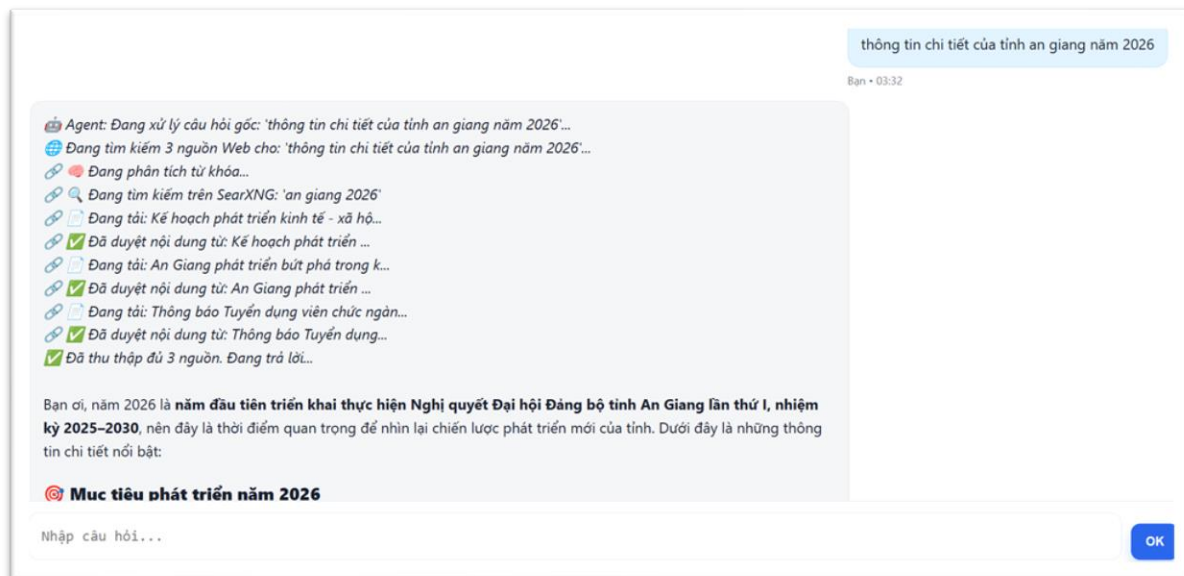 thông tin chi tiết của tỉnh an giang năm 2026
Bạn • 03:32
🤖 Agent: Đang xử lý câu hỏi gốc: 'thông tin chi tiết của tỉnh an giang năm 2026'...
🌐 Đang tìm kiếm 3 nguồn Web cho: 'thông tin chi tiết của tỉnh an giang năm 2026'...
🔗 🧠 Đang phân tích từ khóa...
🔗 🔍 Đang tìm kiếm trên SearXNG: 'an giang 2026'
🔗 📄 Đang tải: Kế hoạch phát triển kinh tế - xã hộ...
🔗 ✅ Đã duyệt nội dung từ: Kế hoạch phát triển ...
🔗 📄 Đang tải: An Giang phát triển bứt phá trong k...
🔗 ✅ Đã duyệt nội dung từ: An Giang phát triển ...
🔗 📄 Đang tải: Thông báo Tuyển dụng viên chức ngàn...
🔗 ✅ Đã duyệt nội dung từ: Thông báo Tuyển dụng...
✅ Đã thu thập đủ 3 nguồn. Đang trả lời...
Bạn ơi, năm 2026 là năm đầu tiên triển khai thực hiện Nghị quyết Đại hội Đảng bộ tỉnh An Giang lần thứ I, nhiệm
kỳ 2025–2030, nên đây là thời điểm quan trọng để nhìn lại chiến lược phát triển mới của tỉnh. Dưới đây là những thông
tin chi tiết nổi bật:
🎯 Mục tiêu phát triển năm 2026
Nhập câu hỏi...
OK